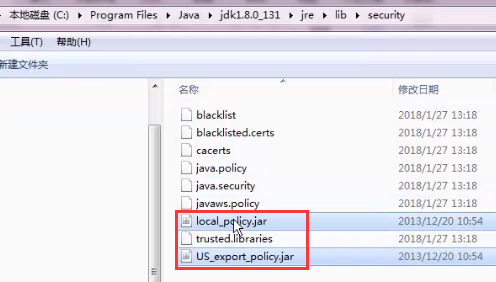 本地磁盘 (C:) ▸ Program Files ▸ Java ▸ jdk1.8.0_131 ▸ jre ▸ lib ▸ security
工具(T) 帮助(H)
新建文件夹
名称 修改日期
blacklist 2018/1/27 13:18
blacklisted.certs 2018/1/27 13:18
cacerts 2018/1/27 13:18
java.policy 2018/1/27 13:18
java.security 2018/1/27 13:18
javaws.policy 2018/1/27 13:18
local_policy.jar 2013/12/20 10:54
trusted.libraries 2018/1/27 13:18
US_export_policy.jar 2013/12/20 10:54